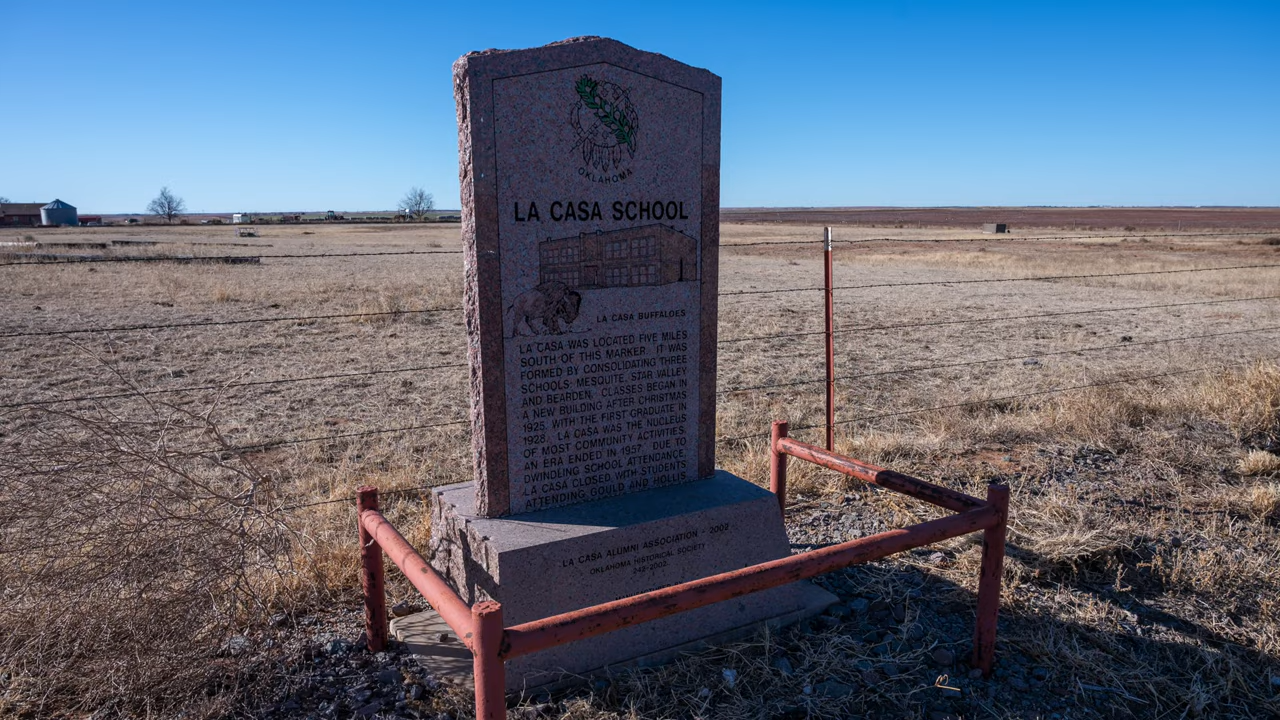 OKLAHOMA
LA CASA SCHOOL
LA CASA BUFFALOES
LA CASA WAS LOCATED FIVE MILES
SOUTH OF THIS MARKER. IT WAS
FORMED BY CONSOLIDATING THREE
SCHOOLS: MESQUITE, STAR VALLEY
AND BEARDEN. CLASSES BEGAN IN
A NEW BUILDING AFTER CHRISTMAS
1925, WITH THE FIRST GRADUATE IN
1928. LA CASA WAS THE NUCLEUS
OF MOST COMMUNITY ACTIVITIES.
AN ERA ENDED IN 1957. DUE TO
DWINDLING SCHOOL ATTENDANCE,
LA CASA CLOSED WITH STUDENTS
ATTENDING GOULD AND HOLLIS.
LA CASA ALUMNI ASSOCIATION - 2002
OKLAHOMA HISTORICAL SOCIETY
243-2002